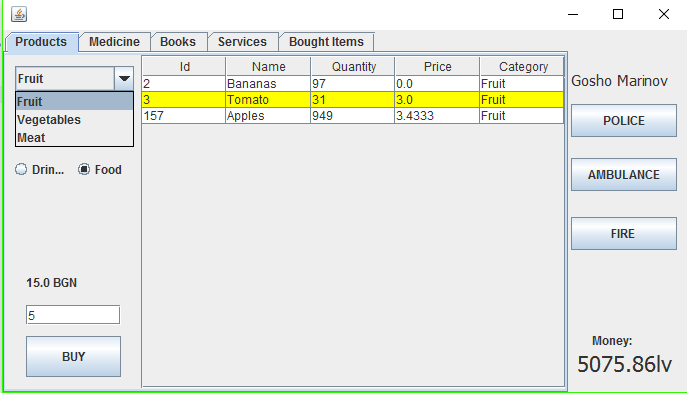 Products Medicine Books Services Bought Items
Fruit
Fruit
Vegetables
Meat
Drin... Food
15.0 BGN
5
BUY
Id Name Quantity Price Category
2 Bananas 97 0.0 Fruit
3 Tomato 31 3.0 Fruit
157 Apples 949 3.4333 Fruit
Gosho Marinov
POLICE
AMBULANCE
FIRE
Money:
5075.86lv